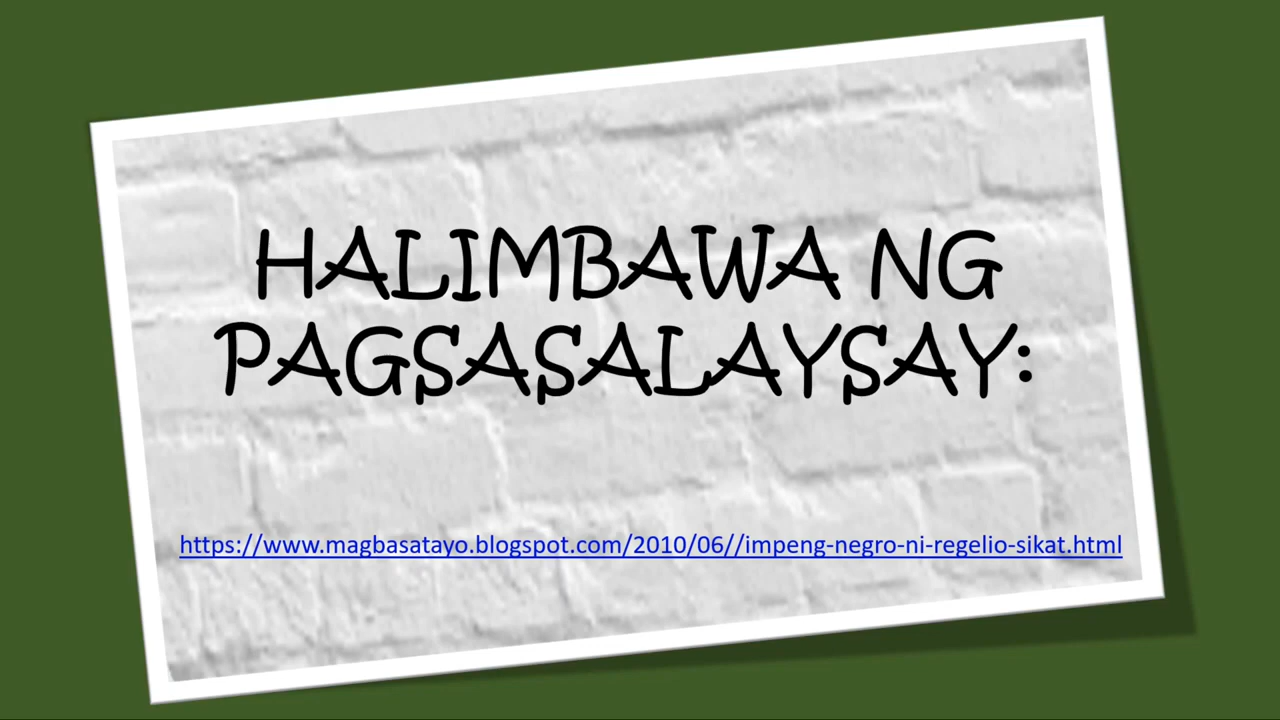 HALIMBAWA NG
PAGSASALAYSAY:
https://www.magbasatayo.blogspot.com/2010/06//impeng-negro-ni-regelio-sikat.html